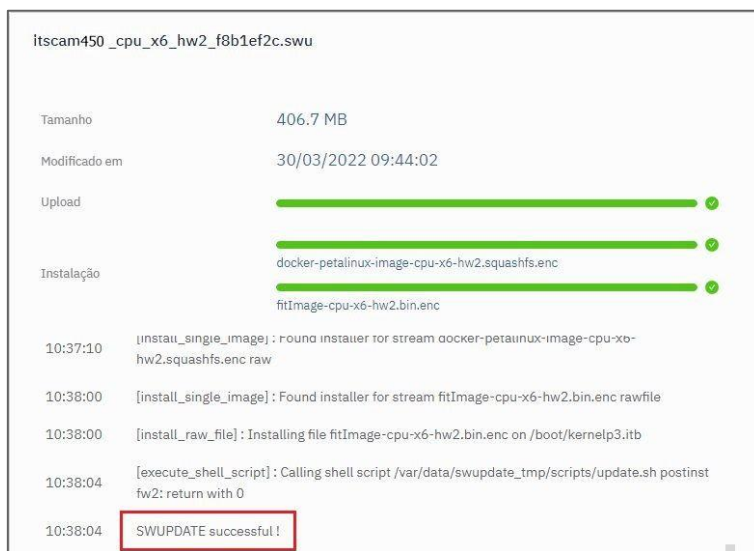 itscam450 _cpu_x6_hw2_f8b1ef2c.swu
Tamanho 406.7 MB
Modificado em 30/03/2022 09:44:02
Upload
docker-petalinux-image-cpu-x6-hw2.squashfs.enc
Instalação
fitImage-cpu-x6-hw2.bin.enc
10:37:10 [install_single_image] : Found installer for stream docker-petalinux-image-cpu-x6-
hw2.squashfs.enc raw
10:38:00 [install_single_image] : Found installer for stream fitImage-cpu-x6-hw2.bin.enc rawfile
10:38:00 [install_raw_file] : Installing file fitImage-cpu-x6-hw2.bin.enc on /boot/kernelp3.itb
10:38:04 [execute_shell_script] : Calling shell script /var/data/swupdate_tmp/scripts/update.sh postinst
fw2: return with 0
10:38:04 SWUPDATE successful !